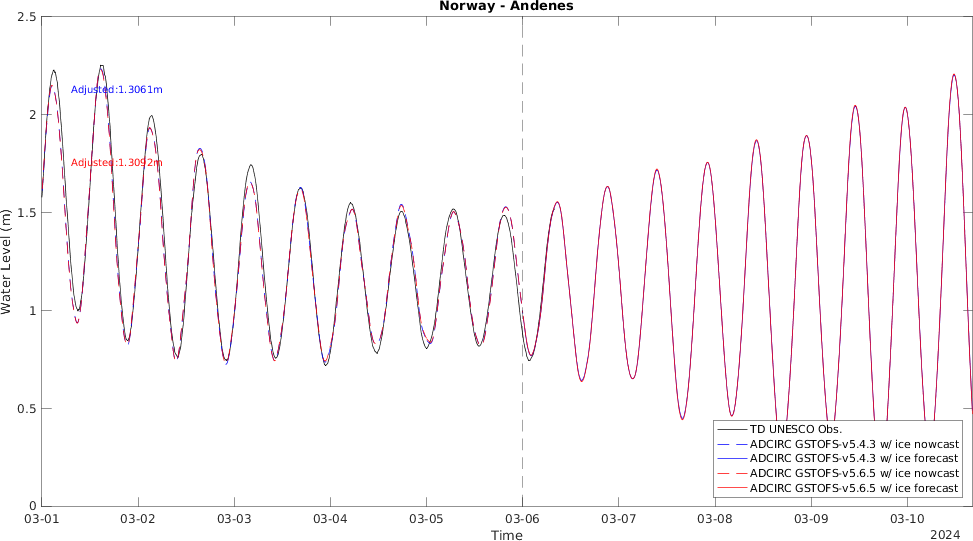 Norway - Andenes
2.5
2
1.5
1
0.5
0
Water Level (m)
Adjusted:1.3061m
Adjusted:1.3092m
TD UNESCO Obs.
ADCIRC GSTOFS-v5.4.3 w/ ice nowcast
ADCIRC GSTOFS-v5.4.3 w/ ice forecast
ADCIRC GSTOFS-v5.6.5 w/ ice nowcast
ADCIRC GSTOFS-v5.6.5 w/ ice forecast
03-01 03-02 03-03 03-04 03-05 03-06 03-07 03-08 03-09 03-10
Time
2024